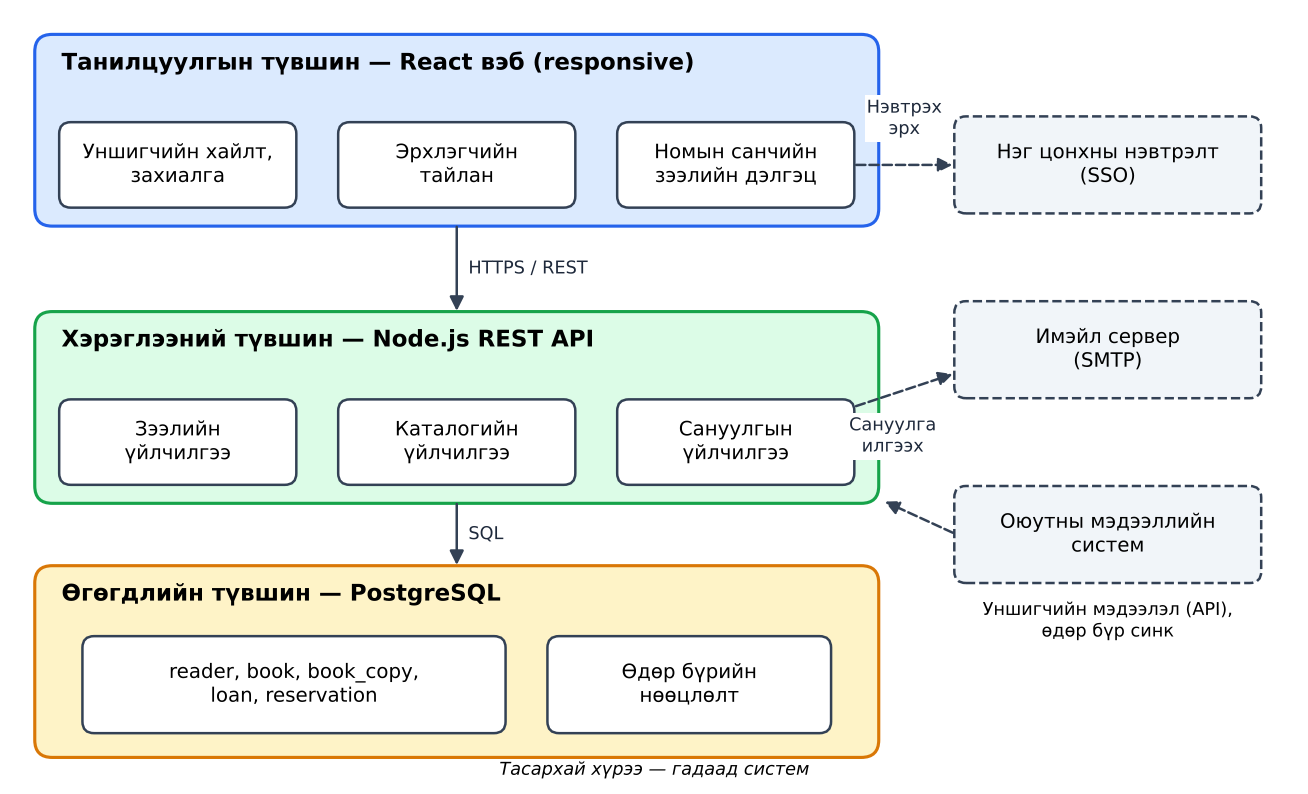 Танилцуулгын түвшин — React вэб (responsive)
Уншигчийн хайлт,
захиалга
Эрхлэгчийн
тайлан
Номын санчийн
зээлийн дэлгэц
Нэвтрэх
эрх
Нэг цонхны нэвтрэлт
(SSO)
HTTPS / REST
Хэрэглээний түвшин — Node.js REST API
Зээлийн
үйлчилгээ
Каталогийн
үйлчилгээ
Сануулгын
үйлчилгээ
Сануулга
илгээх
Имэйл сервер
(SMTP)
Оюутны мэдээллийн
систем
Уншигчийн мэдээлэл (API),
өдөр бүр синк
SQL
Өгөгдлийн түвшин — PostgreSQL
reader, book, book_copy,
loan, reservation
Өдөр бүрийн
нөөцлөлт
Тасархай хүрээ — гадаад систем